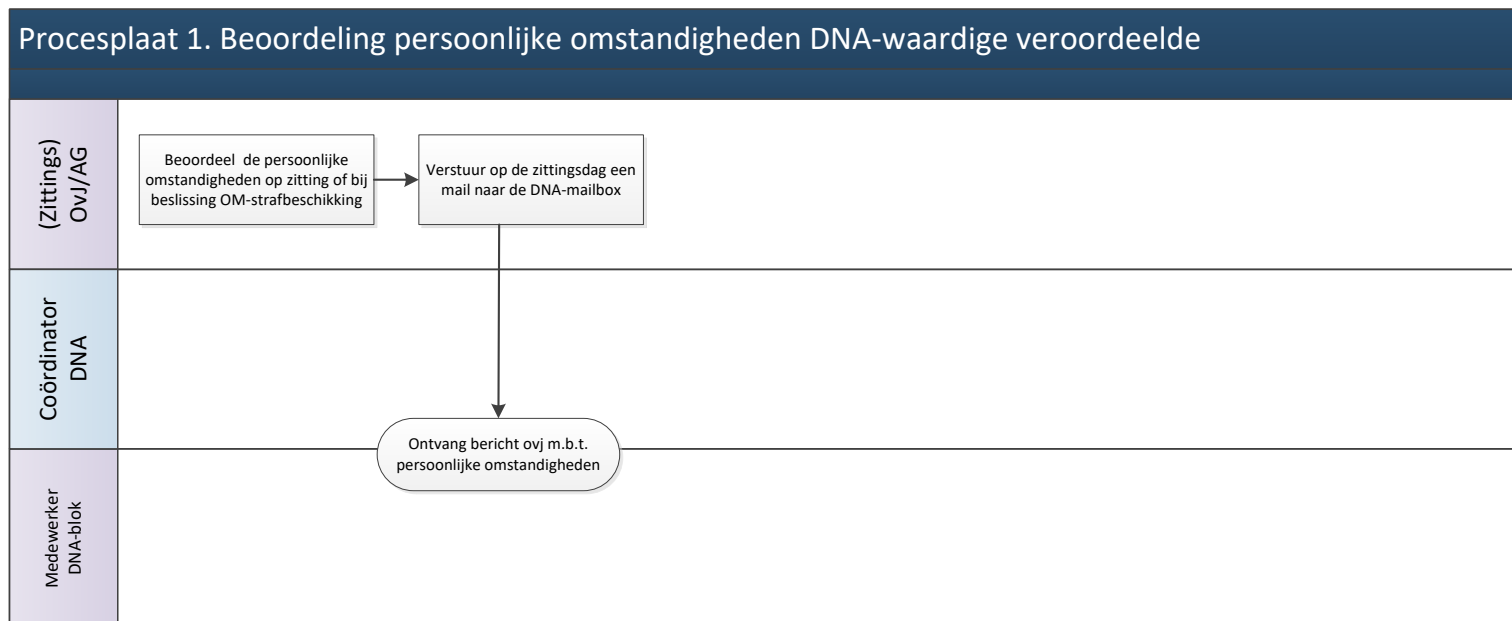 Procesplaat 1. Beoordeling persoonlijke omstandigheden DNA-waardige veroordeelde
(Zittings)
OvJ/AG
Beoordeel de persoonlijke
omstandigheden op zitting of bij
beslissing OM-strafbeschikking
Verstuur op de zittingsdag een
mail naar de DNA-mailbox
Coördinator
DNA
Ontvang bericht ovj m.b.t.
persoonlijke omstandigheden
Medewerker
DNA-blok